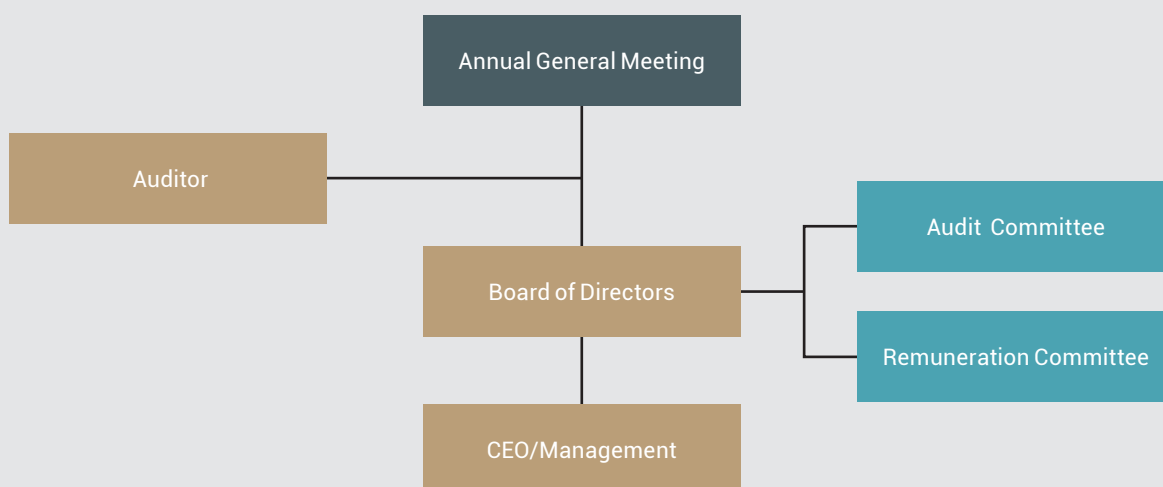 Annual General Meeting
Auditor
Audit Committee
Board of Directors
Remuneration Committee
CEO/Management